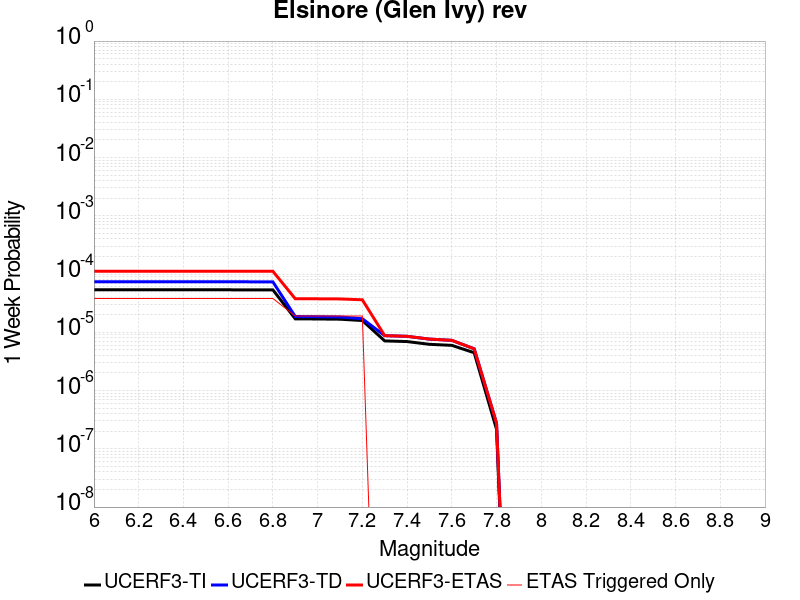 Elsinore (Glen Ivy) rev
10^0
10^-1
10^-2
10^-3
10^-4
10^-5
10^-6
10^-7
10^-8
1 Week Probability
6 6.2 6.4 6.6 6.8 7 7.2 7.4 7.6 7.8 8 8.2 8.4 8.6 8.8 9
Magnitude
UCERF3-TI UCERF3-TD UCERF3-ETAS ETAS Triggered Only